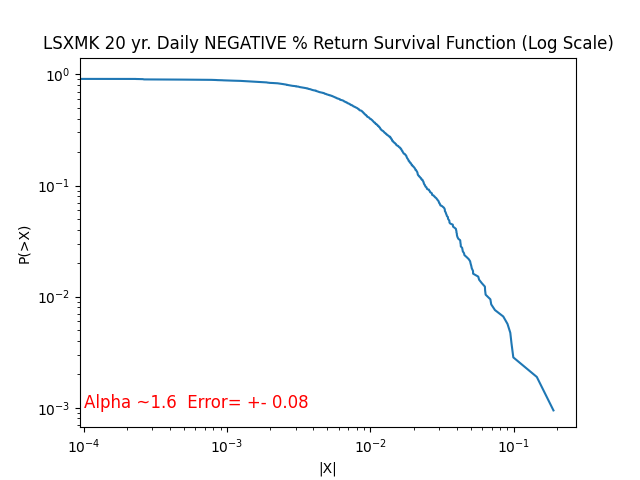 LSXMK 20 yr. Daily NEGATIVE % Return Survival Function (Log Scale)
10⁰
10⁻¹
P(>X)
10⁻²
10⁻³
Alpha ~1.6  Error= +- 0.08
10⁻⁴ 10⁻³ 10⁻² 10⁻¹
|X|